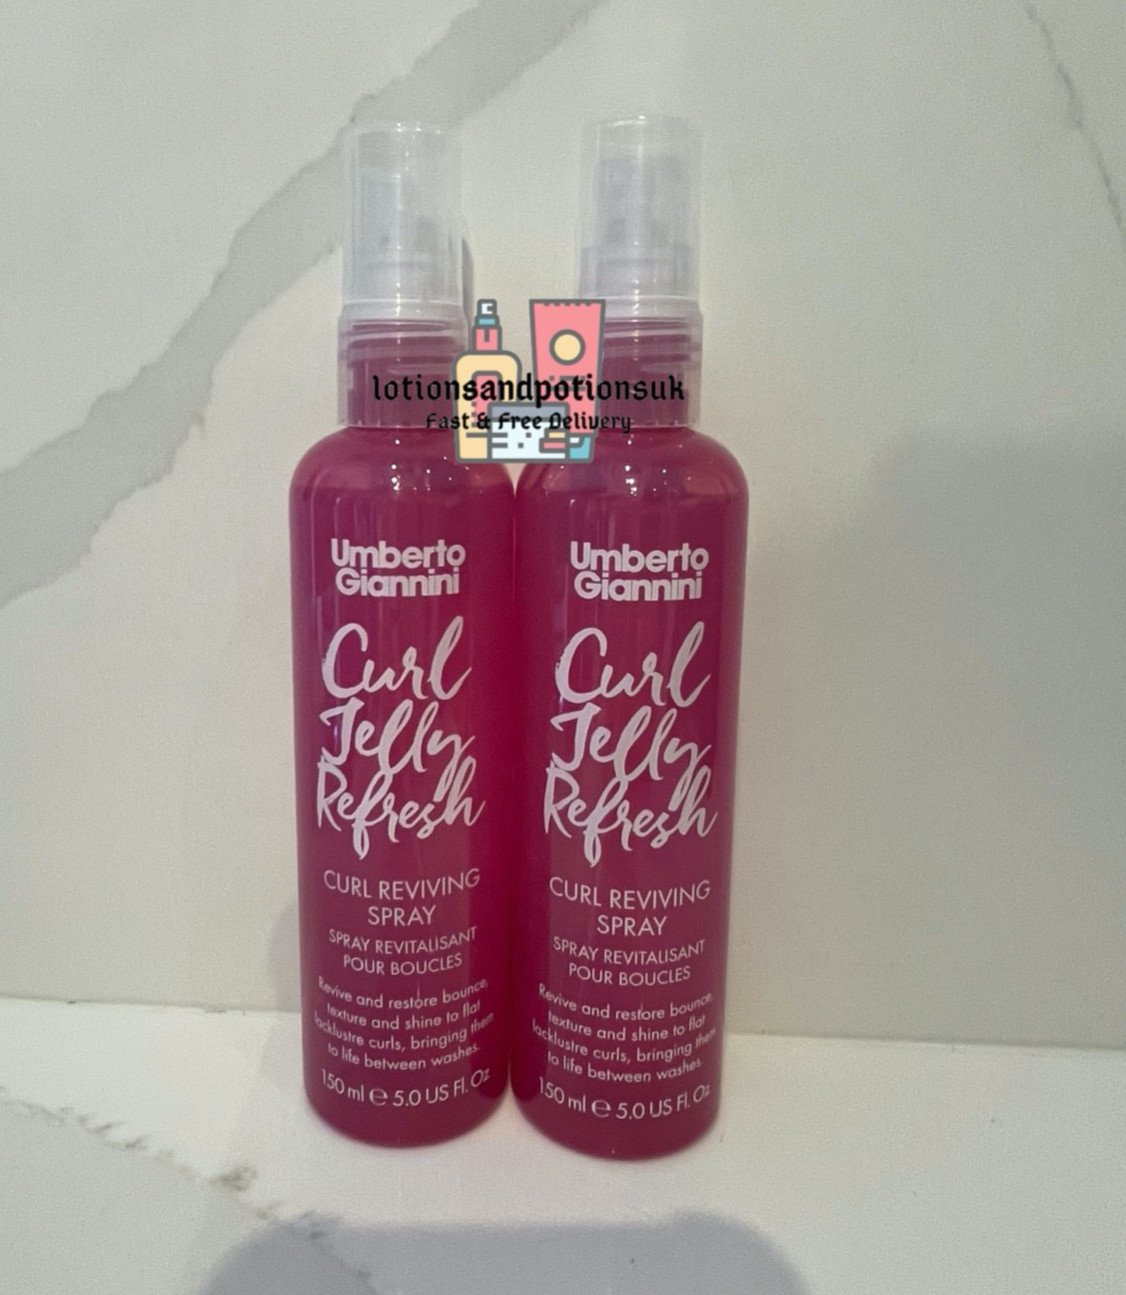 lotionsandpotionsuk
Fast & Free Delivery
Umberto
Giannini
Curl
Jelly
Refresh
CURL REVIVING
SPRAY
SPRAY REVITALISANT
POUR BOUCLES
Revive and restore bounce,
texture and shine to flat
lacklustre curls, bringing them
to life between washes.
150 ml e 5.0 US Fl. Oz
Umberto
Giannini
Curl
Jelly
Refresh
CURL REVIVING
SPRAY
SPRAY REVITALISANT
POUR BOUCLES
Revive and restore bounce,
texture and shine to flat
lacklustre curls, bringing them
to life between washes.
150 ml e 5.0 US Fl. Oz